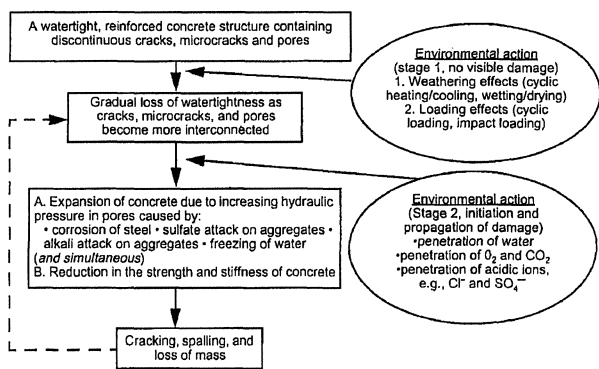 A watertight, reinforced concrete structure containing
discontinuous cracks, microcracks and pores
Environmental action
(stage 1, no visible damage)
1. Weathering effects (cyclic
heating/cooling, wetting/drying)
2. Loading effects (cyclic
loading, impact loading)
Gradual loss of watertightness as
cracks, microcracks, and pores
become more interconnected
A. Expansion of concrete due to increasing hydraulic
pressure in pores caused by:
• corrosion of steel • sulfate attack on aggregates •
alkali attack on aggregates • freezing of water
(and simultaneous)
B. Reduction in the strength and stiffness of concrete
Environmental action
(Stage 2, initiation and
propagation of damage)
•penetration of water
•penetration of 0₂ and CO₂
•penetration of acidic ions,
e.g., Cl⁻ and SO₄⁻
Cracking, spalling, and
loss of mass